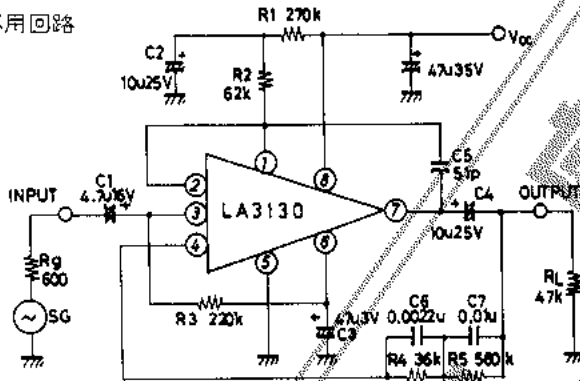 用回路
R1 270k
Vcc
C2
10u25V
R2
62k
47u35V
1
8
C5
51p
C1
4.7u16V
INPUT
2
3
4
LA3130
7
C4
10u25V
OUTPUT
Rg
600
SG
5
6
R3 220k
47u3V
C3
C6
0.0022u
C7
0.01u
R4 36k
R5 560k
RL
47k